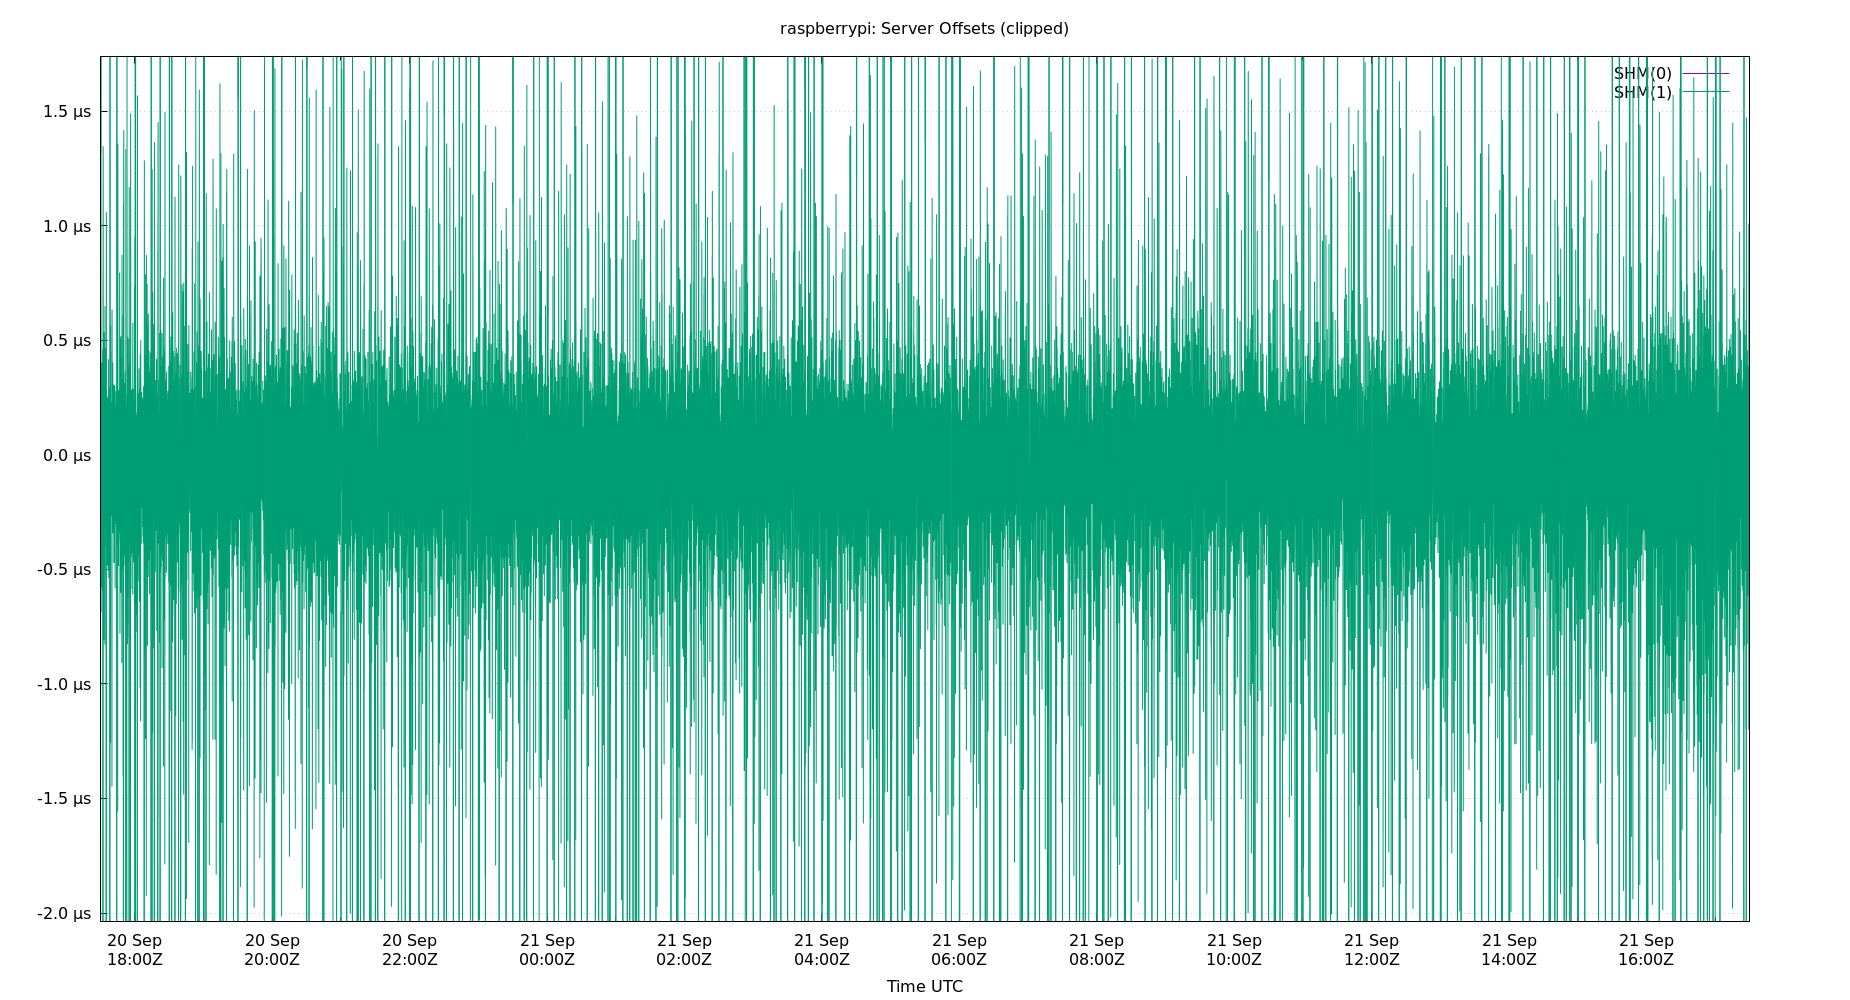 raspberrypi: Server Offsets (clipped)
SHM(0)
SHM(1)
1.5 µs
1.0 µs
0.5 µs
0.0 µs
-0.5 µs
-1.0 µs
-1.5 µs
-2.0 µs
20 Sep 20 Sep 20 Sep 21 Sep 21 Sep 21 Sep 21 Sep 21 Sep 21 Sep 21 Sep 21 Sep 21 Sep
18:00Z 20:00Z 22:00Z 00:00Z 02:00Z 04:00Z 06:00Z 08:00Z 10:00Z 12:00Z 14:00Z 16:00Z
Time UTC